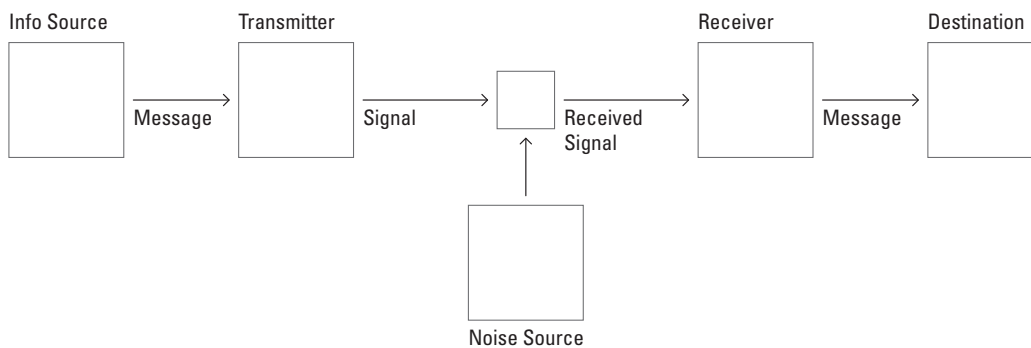 Info Source
Transmitter
Receiver
Destination
Message
Signal
Received
Signal
Message
Noise Source